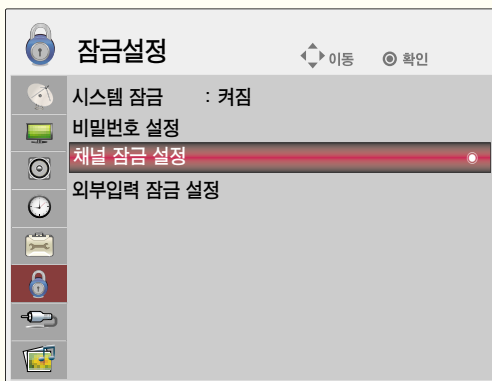 잠금설정
이동 확인
시스템 잠금 : 켜짐
비밀번호 설정
채널 잠금 설정
외부입력 잠금 설정